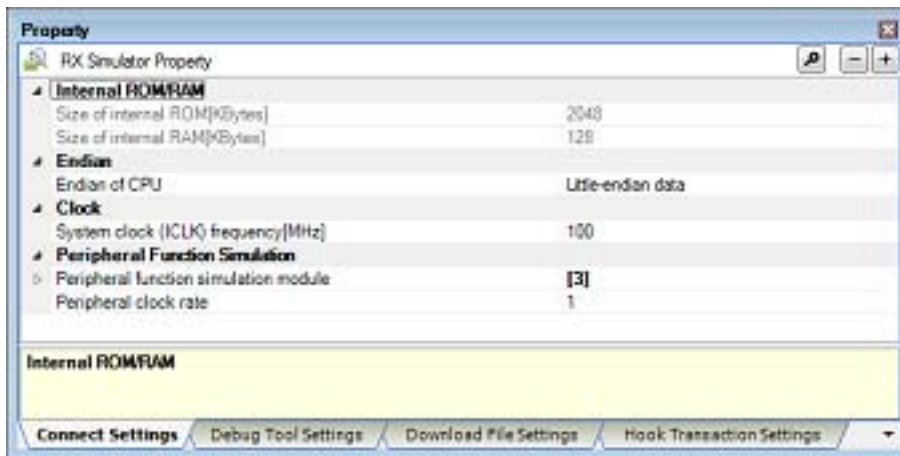 Property
RX Simulator Property
Internal ROM/RAM
Size of internal ROM[KBytes] 2048
Size of internal RAM[KBytes] 128
Endian
Endian of CPU Little-endian data
Clock
System clock (ICLK) frequency[MHz] 100
Peripheral Function Simulation
Peripheral function simulation module [3]
Peripheral clock rate 1
Internal ROM/RAM
Connect Settings Debug Tool Settings Download File Settings Hook Transaction Settings